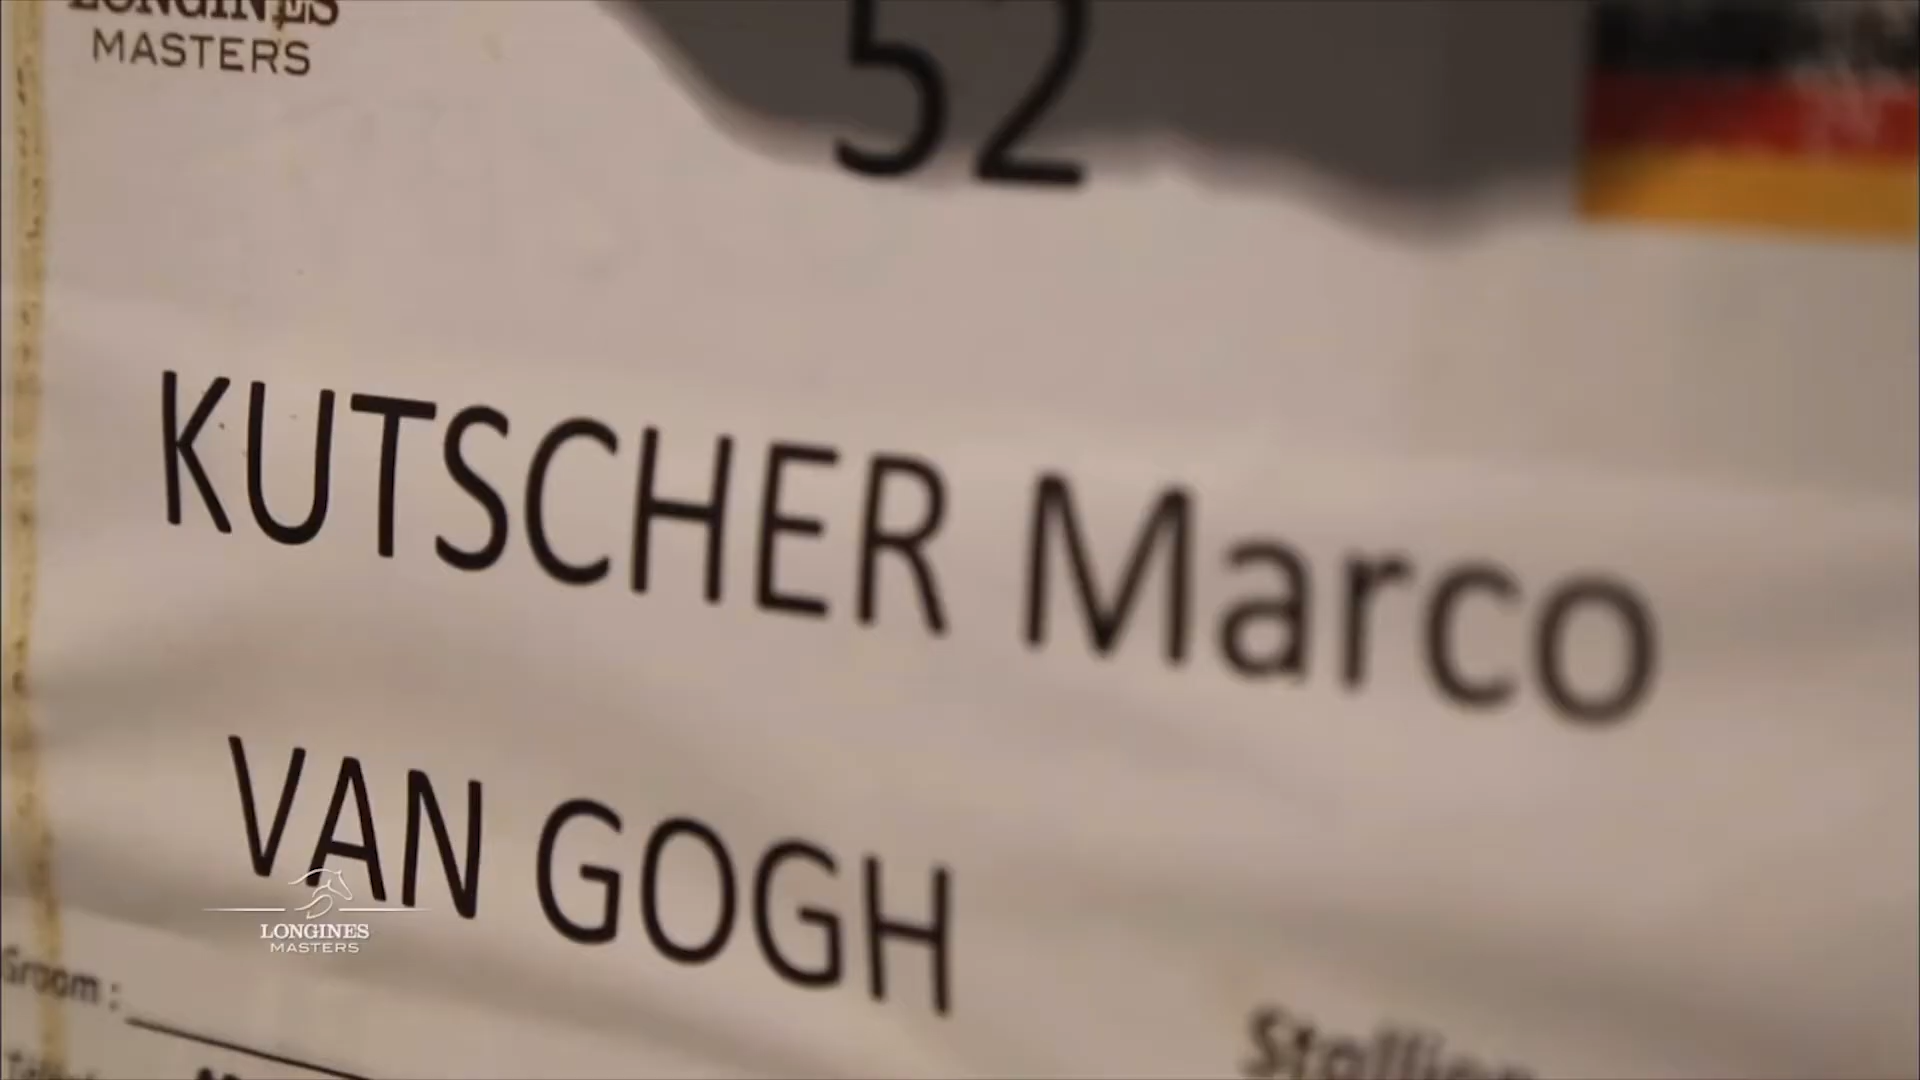 LONGINES
MASTERS
52
KUTSCHER Marco
VAN GOGH
LONGINES
MASTERS
Groom :